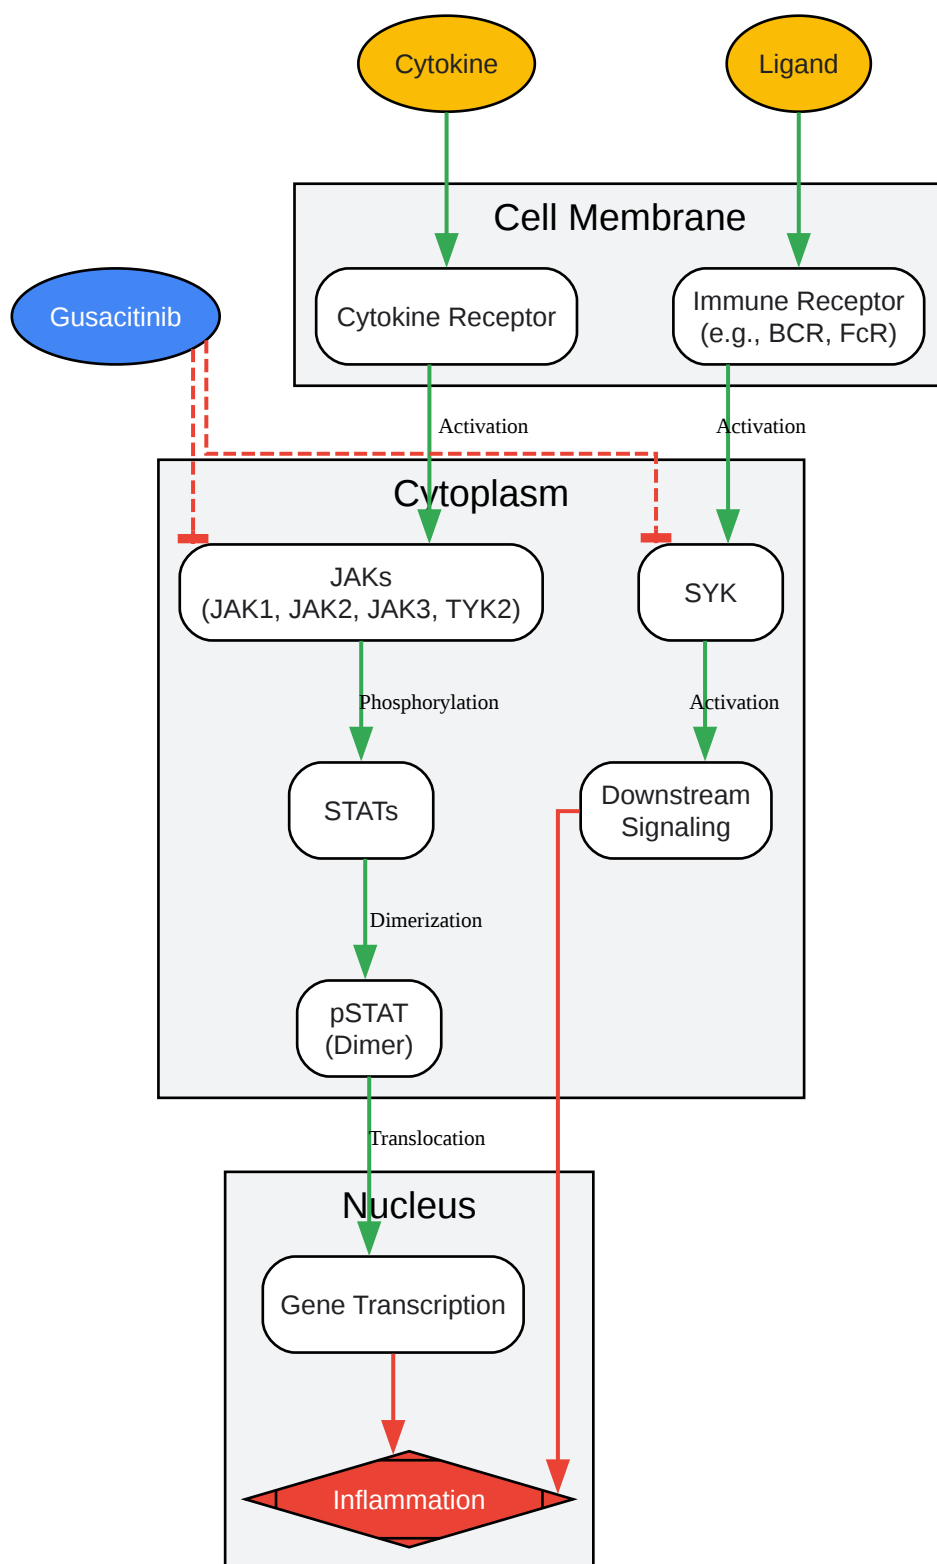 Cytokine
Ligand
Cell Membrane
Gusacitinib
Cytokine Receptor
Immune Receptor
(e.g., BCR, FcR)
Activation
Activation
Cytoplasm
JAKs
(JAK1, JAK2, JAK3, TYK2)
SYK
Phosphorylation
Activation
STATs
Downstream
Signaling
Dimerization
pSTAT
(Dimer)
Translocation
Nucleus
Gene Transcription
Inflammation